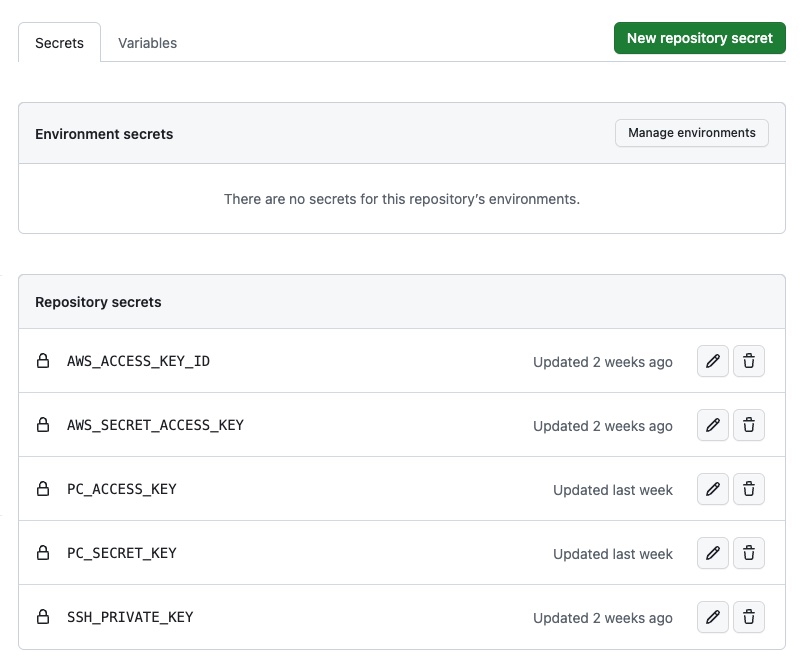 Secrets
Variables
New repository secret
Environment secrets
Manage environments
There are no secrets for this repository’s environments.
Repository secrets
AWS_ACCESS_KEY_ID Updated 2 weeks ago
AWS_SECRET_ACCESS_KEY Updated 2 weeks ago
PC_ACCESS_KEY Updated last week
PC_SECRET_KEY Updated last week
SSH_PRIVATE_KEY Updated 2 weeks ago